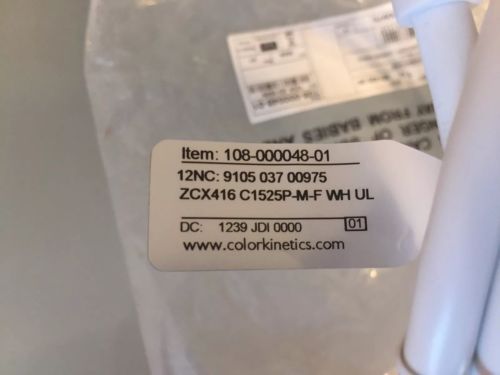 Item: 108-000048-01
12NC: 9105 037 00975
ZCX416 C1525P-M-F WH UL
DC: 1239 JDI 0000 01
www.colorkinetics.com